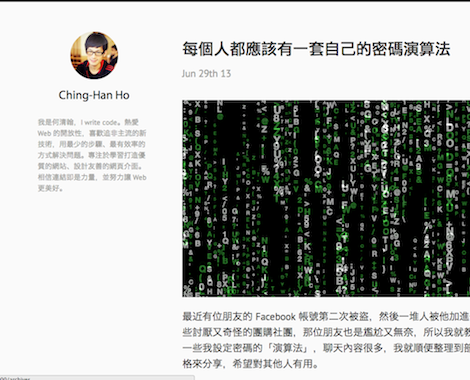 每個人都應該有一套自己的密碼演算法
Jun 29th 13
Ching-Han Ho
我是何清翰，I write code。熱愛
Web 的開放性，喜歡追非主流的新
技術，用最少的步驟、最有效率的
方式解決問題。專注於學習打造優
質的網站、設計友善的網頁介面。
相信連結即是力量，並努力讓 Web
更美好。
最近有位朋友的 Facebook 帳號第二次被盜，然後一堆人被他加進
些討厭又奇怪的團購社團，那位朋友也是尷尬又無奈，所以我就教
一些我設定密碼的「演算法」，聊天內容很多，我就順便整理到部
格來分享，希望對其他人有用。